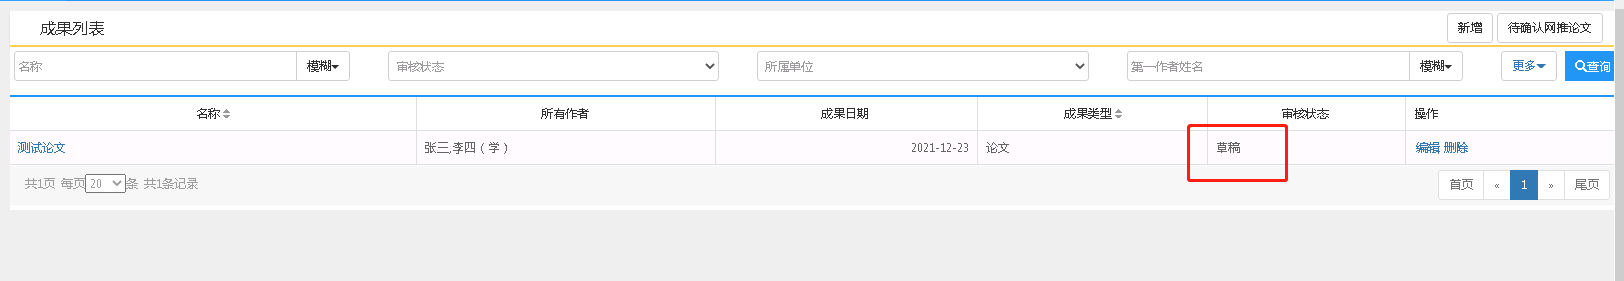 成果列表 新增 待确认网推论文
名称 模糊 审核状态 所属单位 第一作者姓名 模糊 更多 查询
名称 所有作者 成果日期 成果类型 审核状态 操作
测试论文 张三,李四（学） 2021-12-23 论文 草稿 编辑 删除
共1页 每页 20 条 共1条记录 首页 « 1 » 尾页